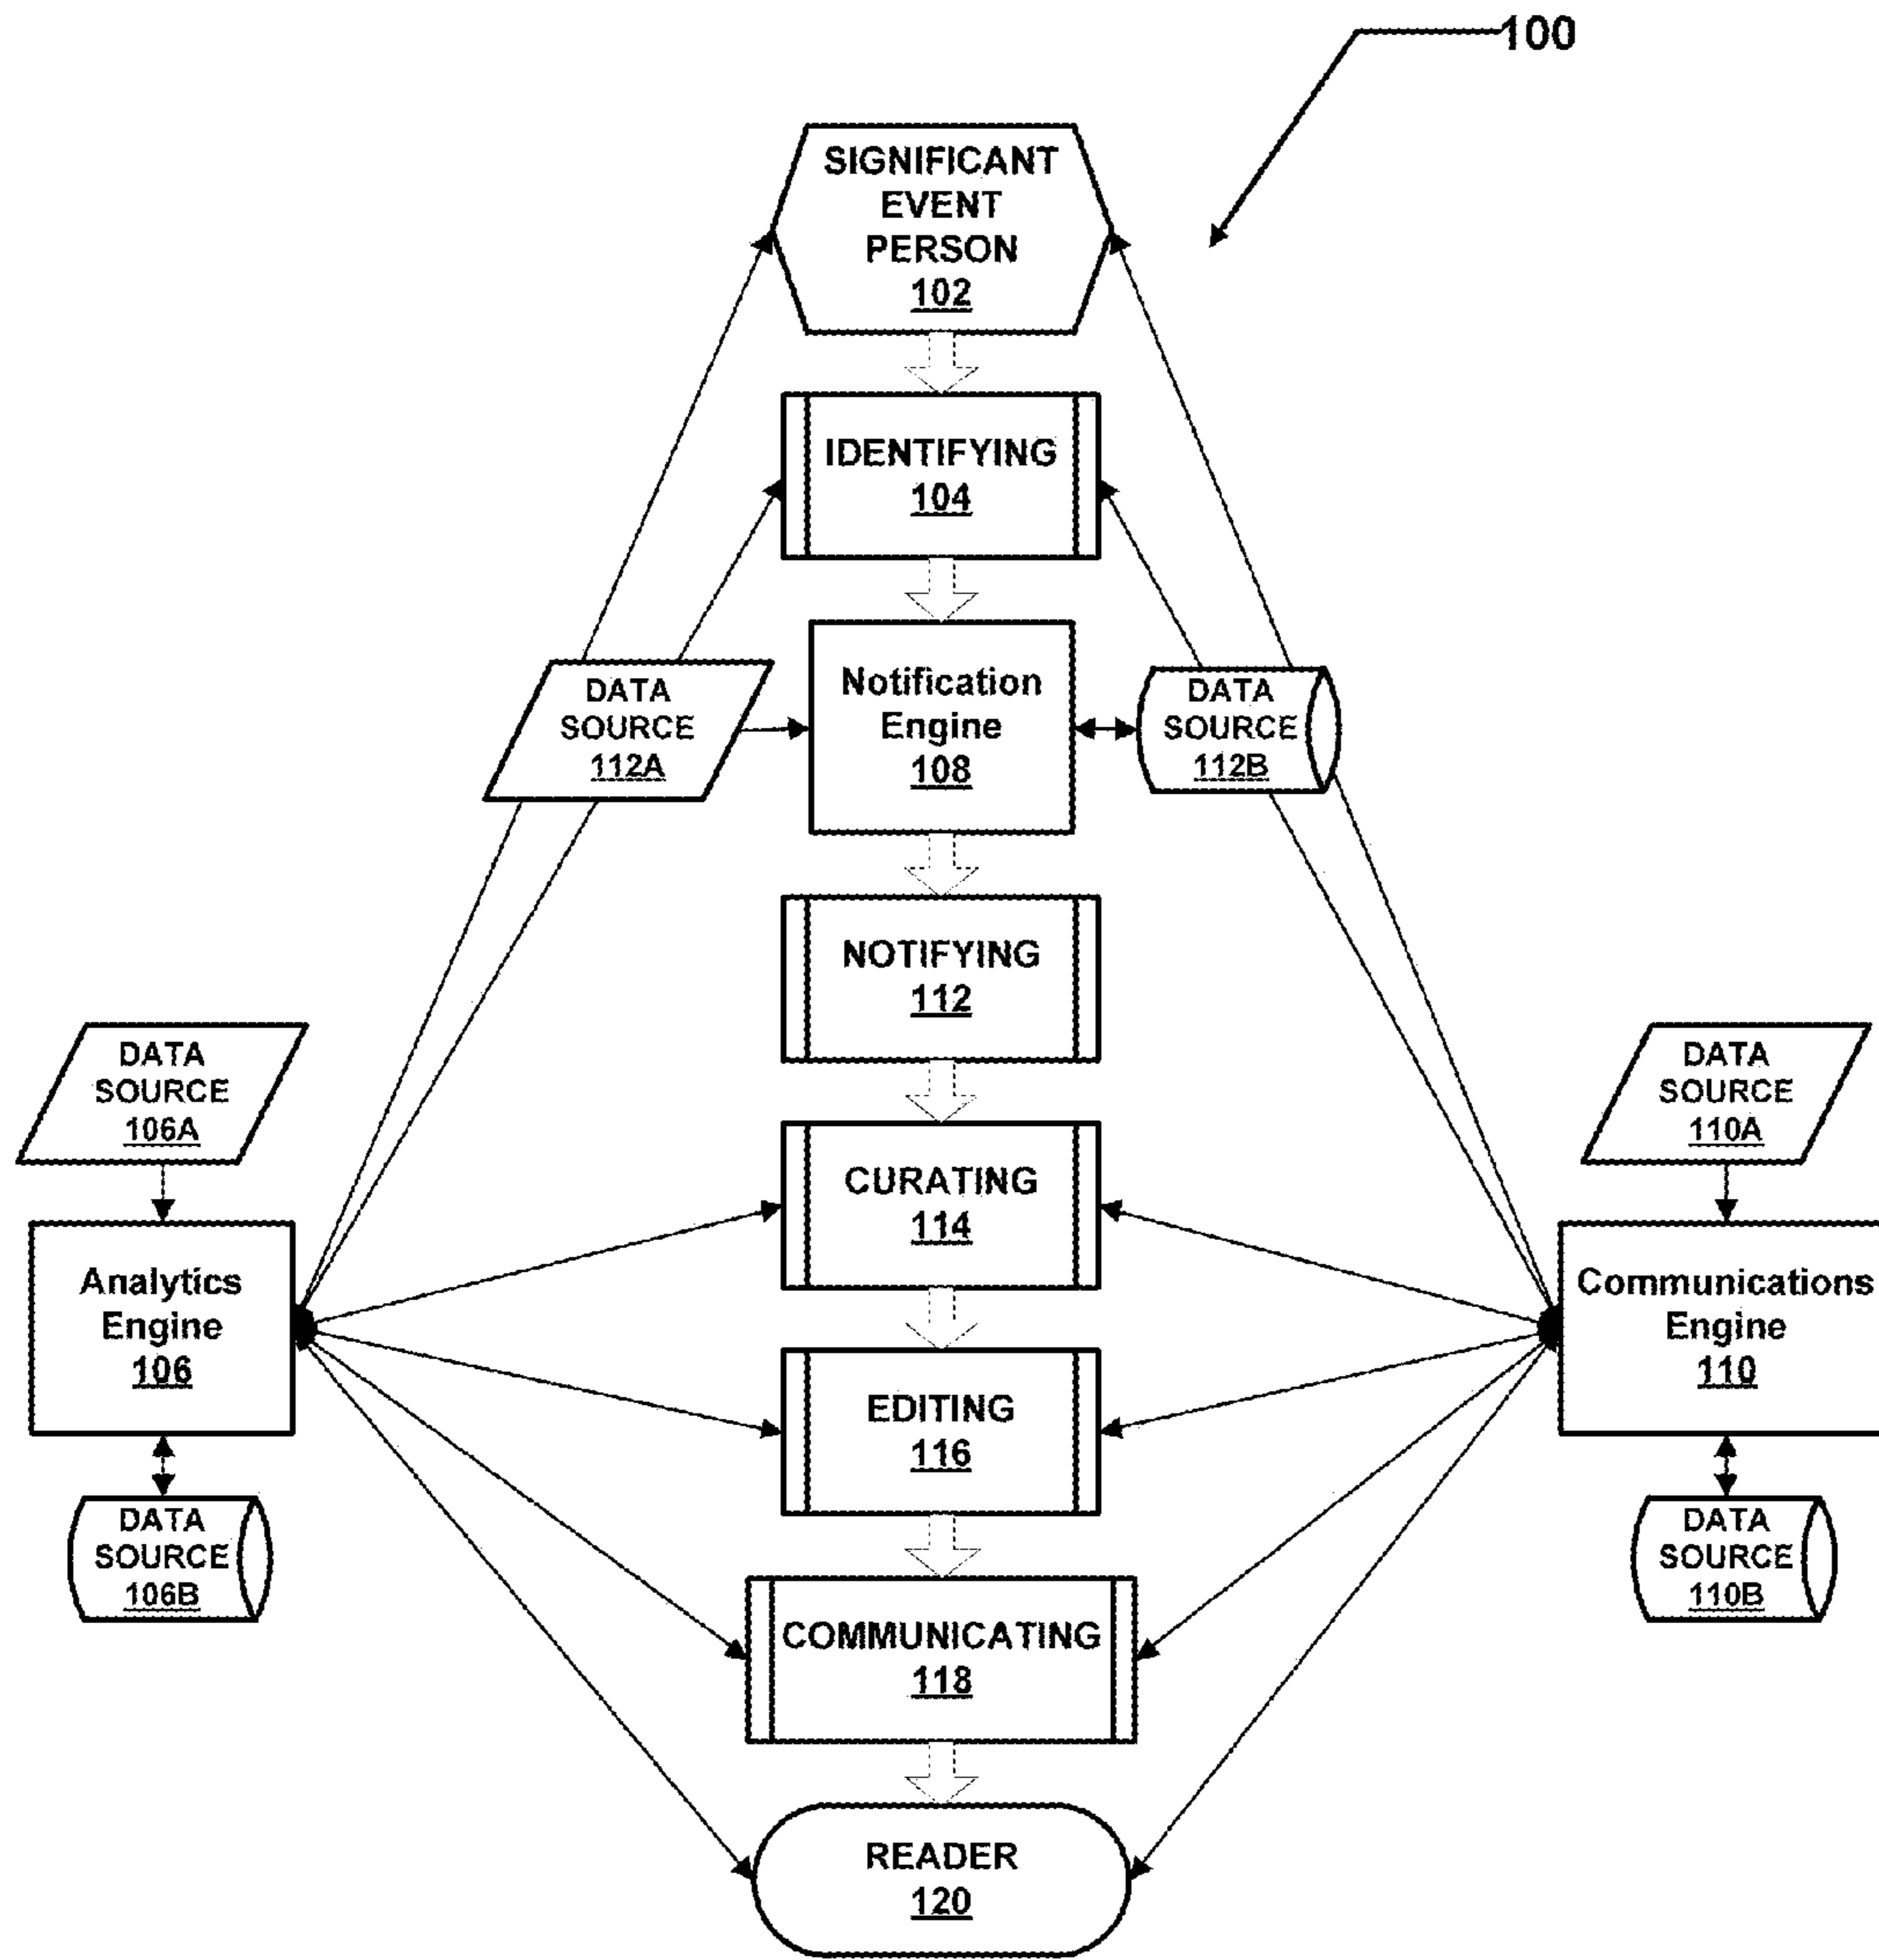 100
SIGNIFICANT
EVENT
PERSON
102
IDENTIFYING
104
DATA
SOURCE
112A
Notification
Engine
108
DATA
SOURCE
112B
NOTIFYING
112
DATA
SOURCE
106A
DATA
SOURCE
110A
CURATING
114
Analytics
Engine
106
Communications
Engine
110
EDITING
116
DATA
SOURCE
106B
DATA
SOURCE
110B
COMMUNICATING
118
READER
120